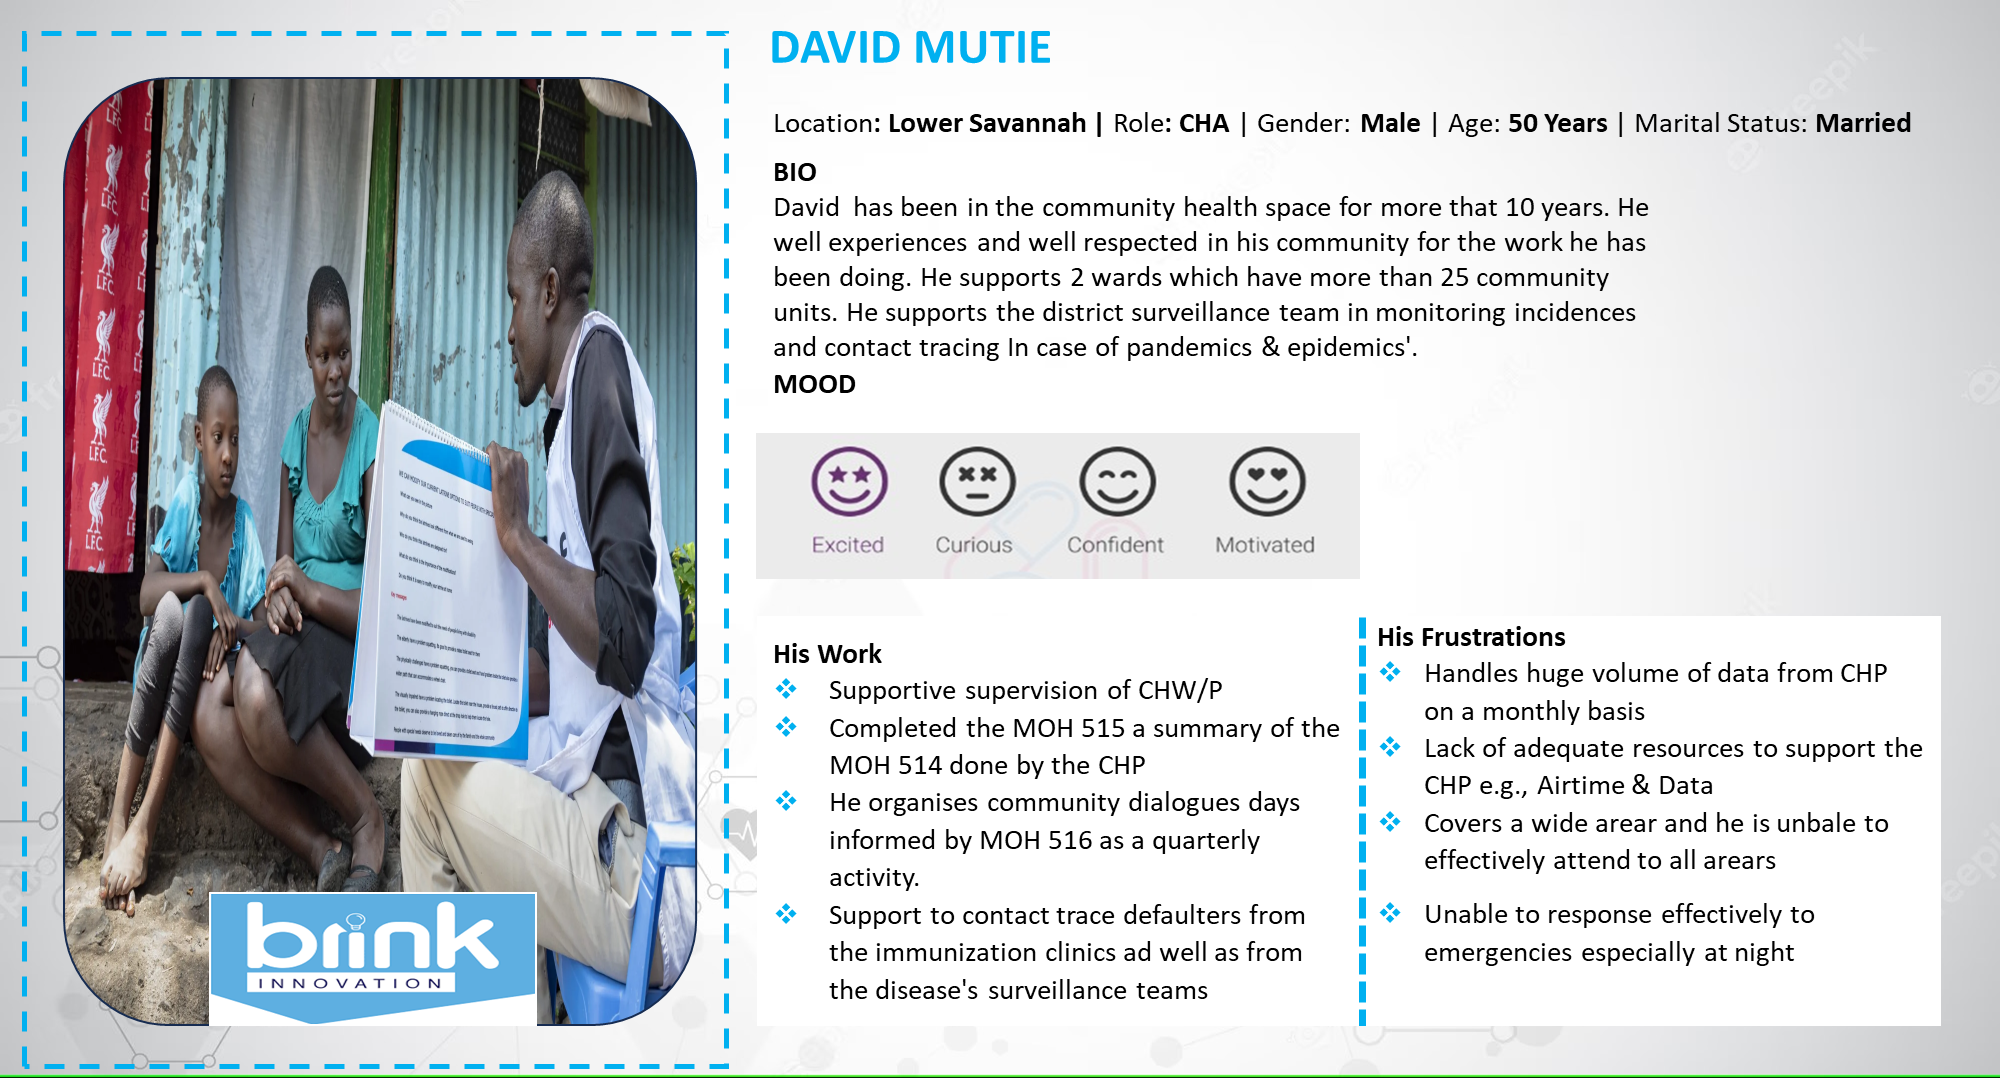 DAVID MUTIE
Location: Lower Savannah | Role: CHA | Gender: Male | Age: 50 Years | Marital Status: Married
BIO
David has been in the community health space for more that 10 years. He
well experiences and well respected in his community for the work he has
been doing. He supports 2 wards which have more than 25 community
units. He supports the district surveillance team in monitoring incidences
and contact tracing In case of pandemics & epidemics'.
MOOD
Excited Curious Confident Motivated
His Work
Supportive supervision of CHW/P
Completed the MOH 515 a summary of the
MOH 514 done by the CHP
He organises community dialogues days
informed by MOH 516 as a quarterly
activity.
Support to contact trace defaulters from
the immunization clinics ad well as from
the disease's surveillance teams
His Frustrations
Handles huge volume of data from CHP
on a monthly basis
Lack of adequate resources to support the
CHP e.g., Airtime & Data
Covers a wide arear and he is unbale to
effectively attend to all arears
Unable to response effectively to
emergencies especially at night
L.F.C.
L.F.C.
L.F.C.
L.F.C.
L.F.C.
brink
INNOVATION
freepik